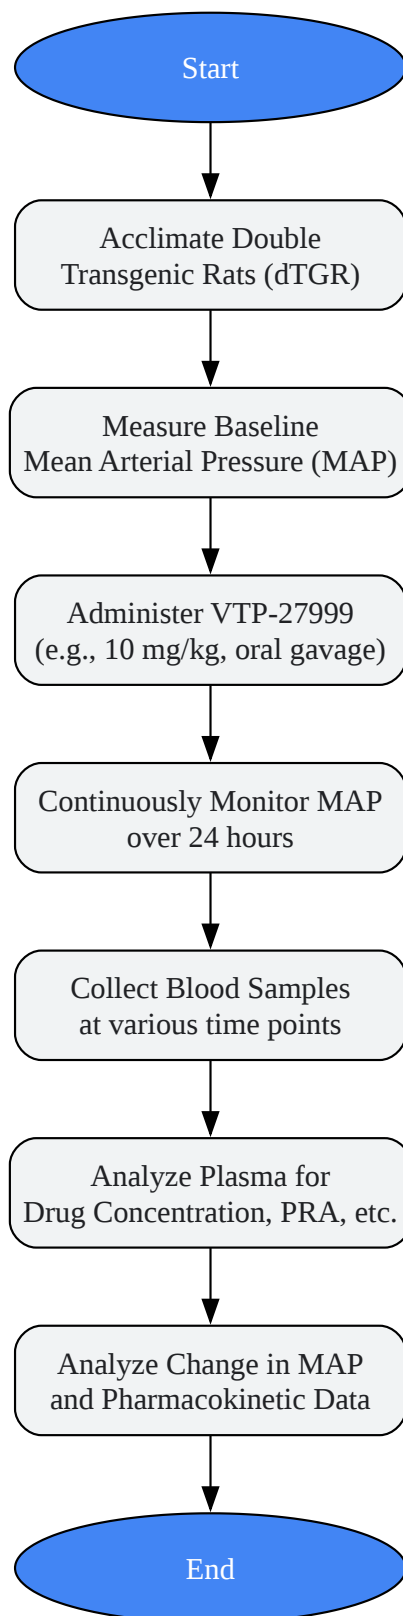 Start
Acclimate Double
Transgenic Rats (dTGR)
Measure Baseline
Mean Arterial Pressure (MAP)
Administer VTP-27999
(e.g., 10 mg/kg, oral gavage)
Continuously Monitor MAP
over 24 hours
Collect Blood Samples
at various time points
Analyze Plasma for
Drug Concentration, PRA, etc.
Analyze Change in MAP
and Pharmacokinetic Data
End